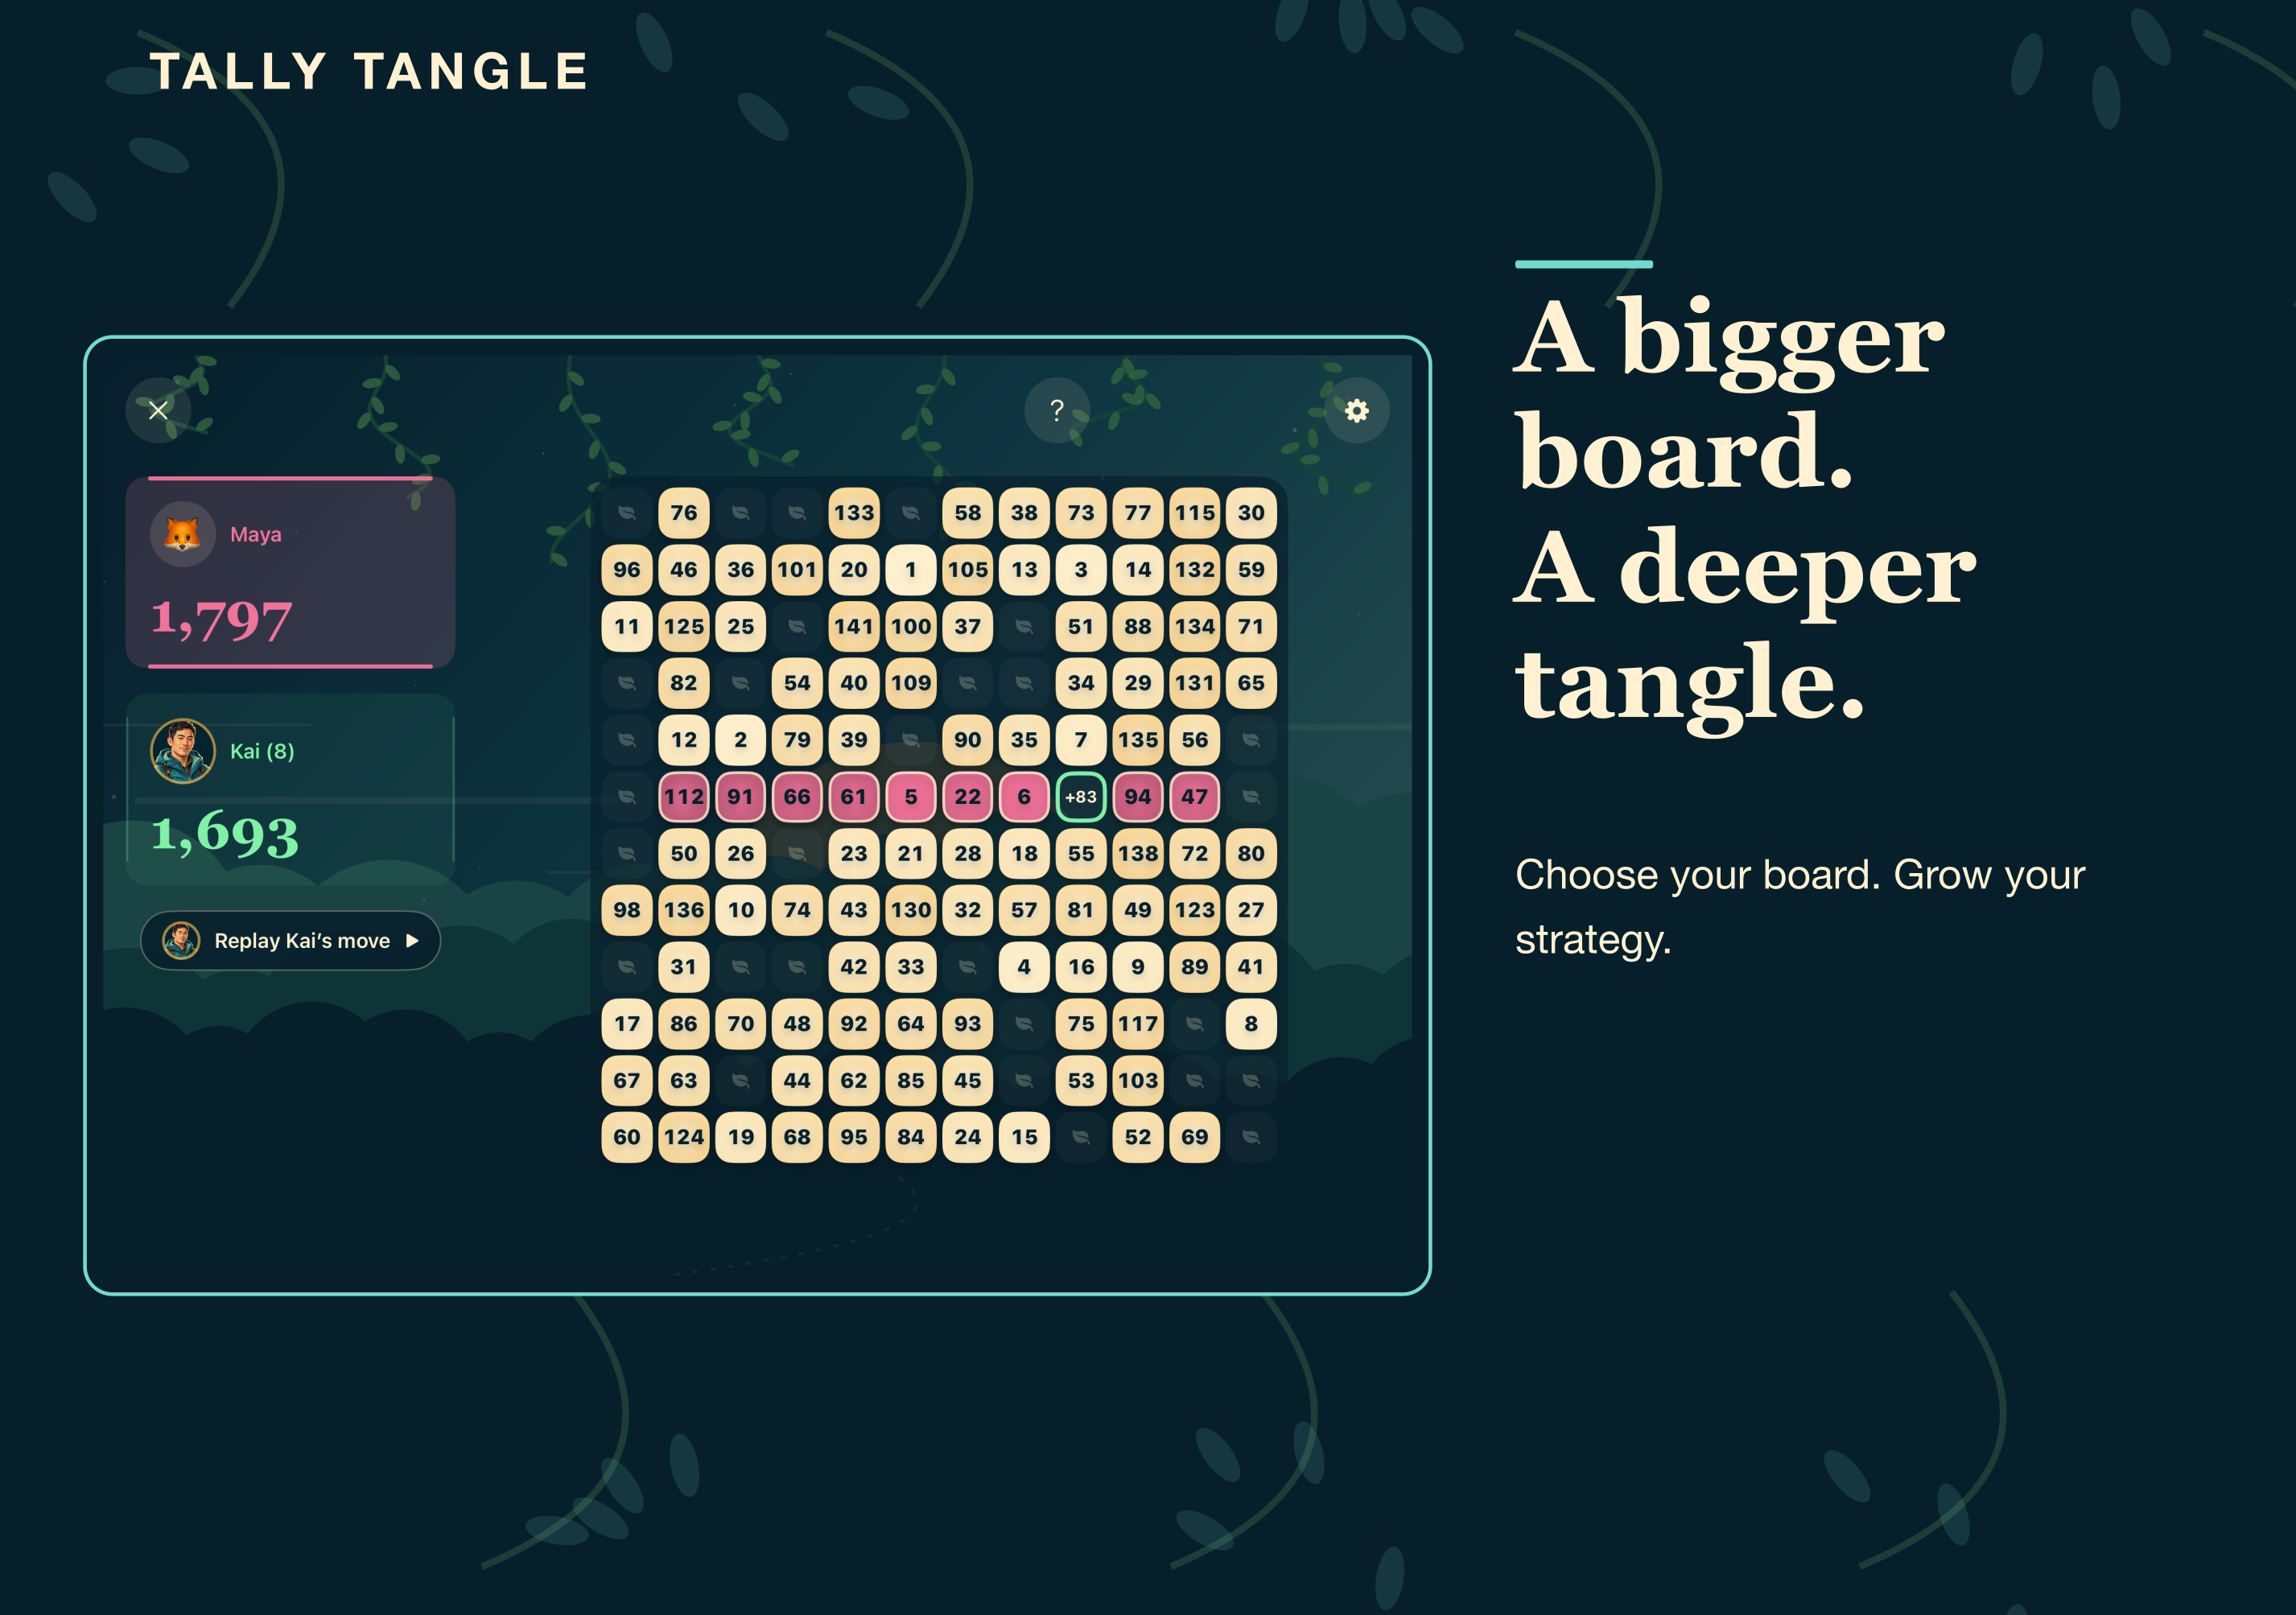 TALLY TANGLE
A bigger
board.
A deeper
tangle.
Choose your board. Grow your
strategy.
?
Maya
1,797
Kai (8)
1,693
Replay Kai’s move
76 133 58 38 73 77 115 30
96 46 36 101 20 1 105 13 3 14 132 59
11 125 25 141 100 37 51 88 134 71
82 54 40 109 34 29 131 65
12 2 79 39 90 35 7 135 56
112 91 66 61 5 22 6 +83 94 47
50 26 23 21 28 18 55 138 72 80
98 136 10 74 43 130 32 57 81 49 123 27
31 42 33 4 16 9 89 41
17 86 70 48 92 64 93 75 117 8
67 63 44 62 85 45 53 103
60 124 19 68 95 84 24 15 52 69